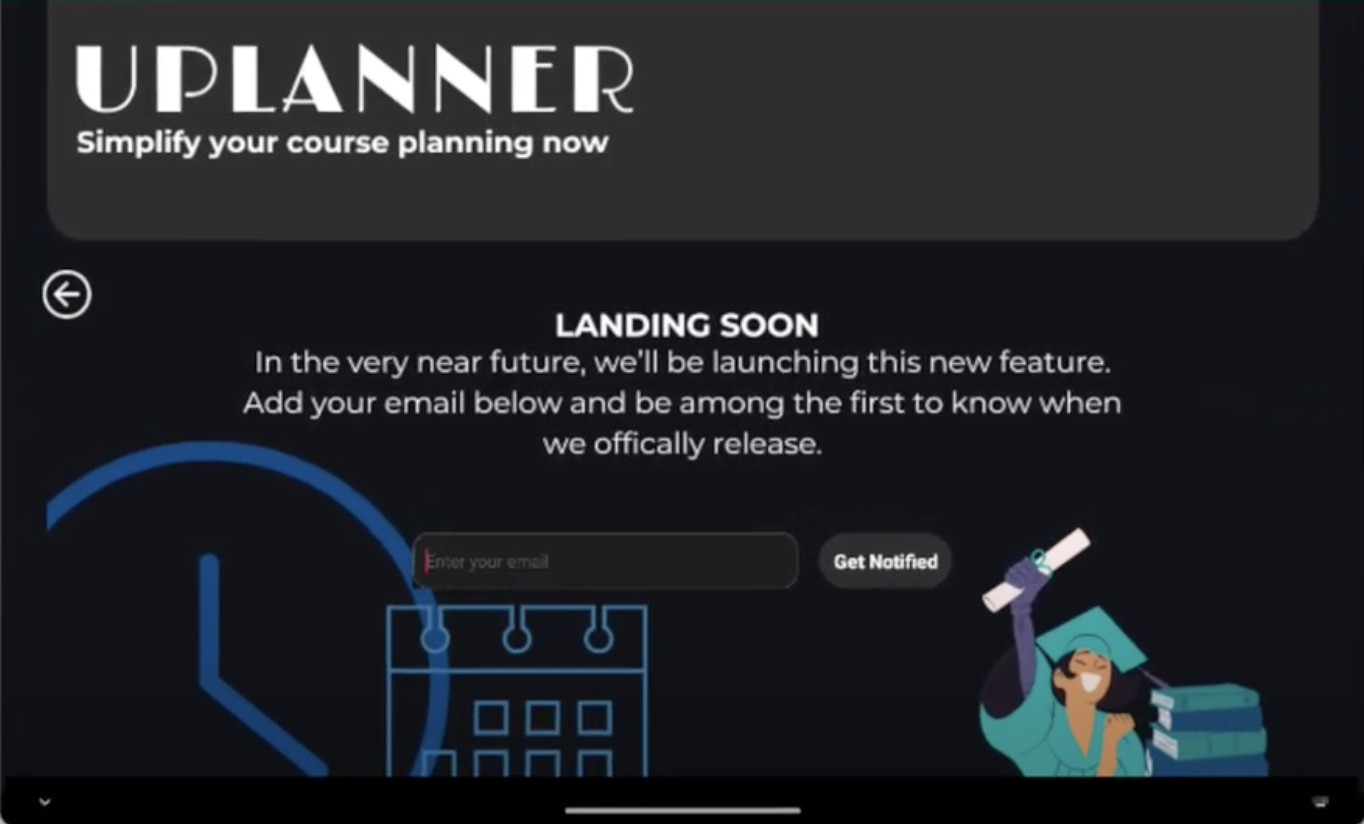 UPLANNER
Simplify your course planning now
LANDING SOON
In the very near future, we'll be launching this new feature.
Add your email below and be among the first to know when
we offically release.
Enter your email
Get Notified